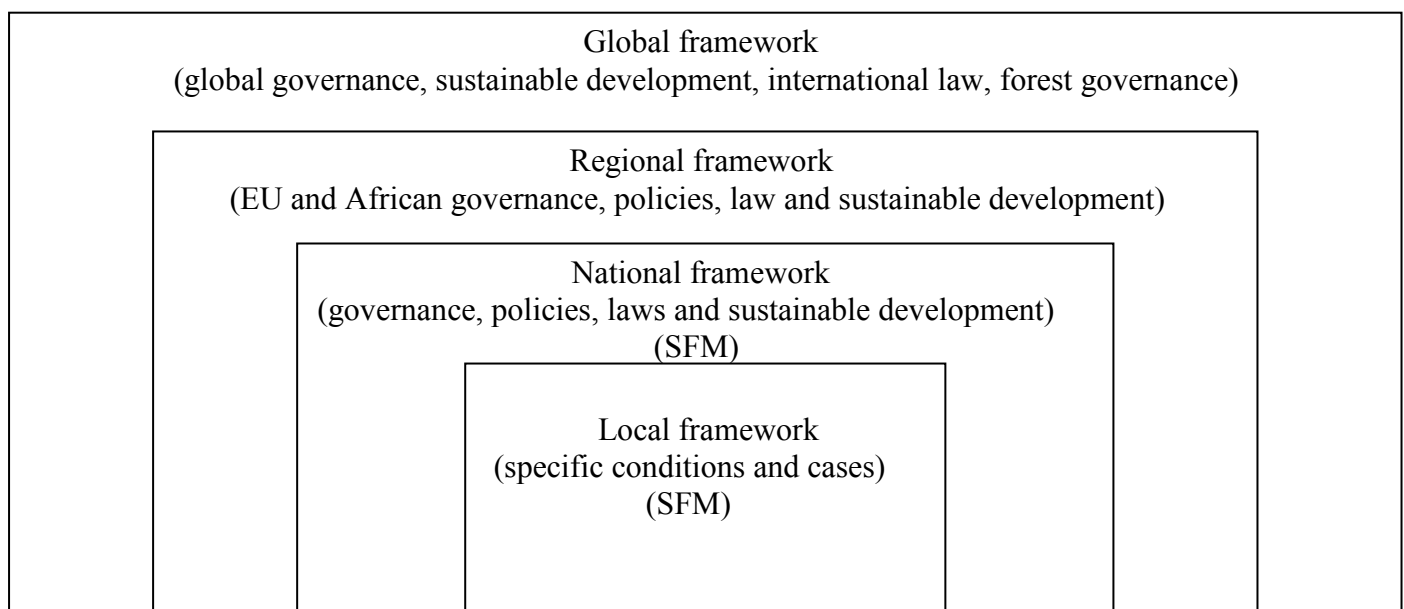 Global framework
(global governance, sustainable development, international law, forest governance)
Regional framework
(EU and African governance, policies, law and sustainable development)
National framework
(governance, policies, laws and sustainable development)
(SFM)
Local framework
(specific conditions and cases)
(SFM)